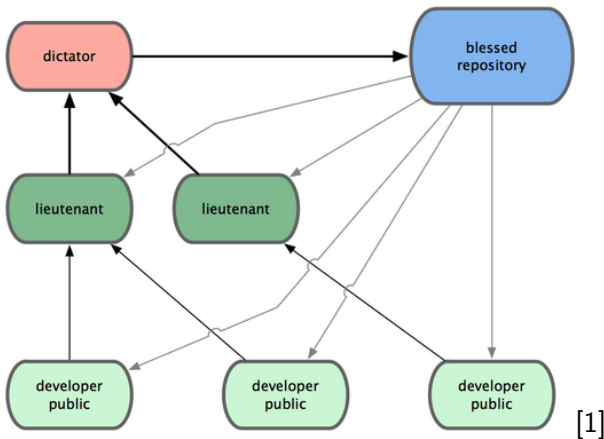 dictator
blessed
repository
lieutenant
lieutenant
developer
public
developer
public
developer
public
[1]